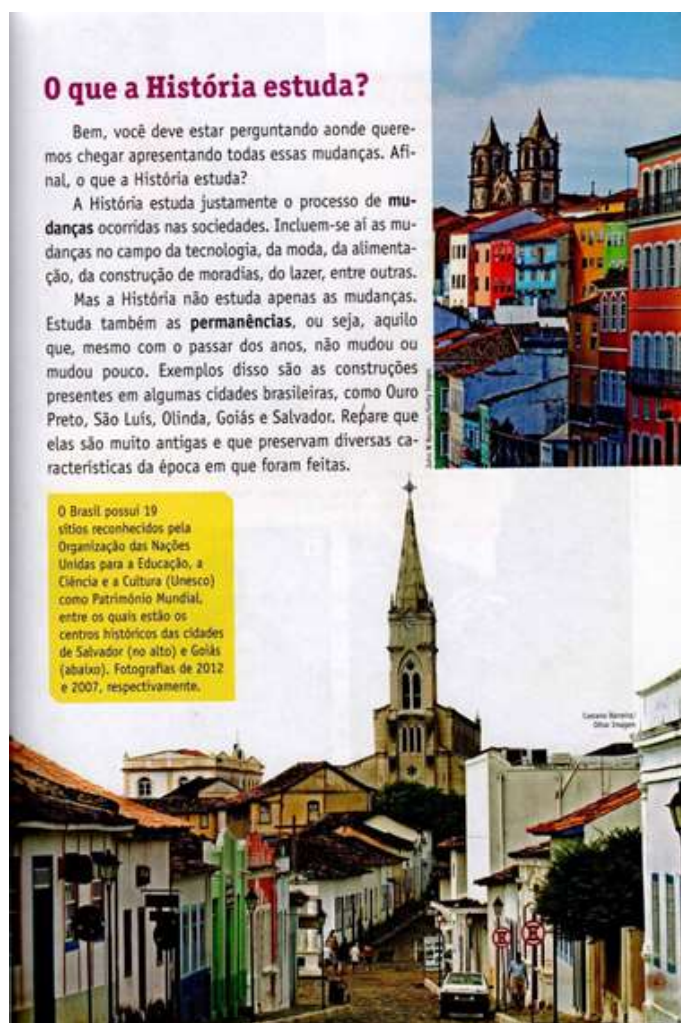 O que a História estuda?
Bem, você deve estar perguntando aonde quere-
mos chegar apresentando todas essas mudanças. Afi-
nal, o que a História estuda?
A História estuda justamente o processo de mu-
danças ocorridas nas sociedades. Incluem-se aí as mu-
danças no campo da tecnologia, da moda, da alimenta-
ção, da construção de moradias, do lazer, entre outras.
Mas a História não estuda apenas as mudanças.
Estuda também as permanências, ou seja, aquilo
que, mesmo com o passar dos anos, não mudou ou
mudou pouco. Exemplos disso são as construções
presentes em algumas cidades brasileiras, como Ouro
Preto, São Luís, Olinda, Goiás e Salvador. Repare que
elas são muito antigas e que preservam diversas ca-
racterísticas da época em que foram feitas.
O Brasil possui 19
sítios reconhecidos pela
Organização das Nações
Unidas para a Educação, a
Ciência e a Cultura (Unesco)
como Patrimônio Mundial,
entre os quais estão os
centros históricos das cidades
de Salvador (no alto) e Goiás
(abaixo). Fotografias de 2012
e 2007, respectivamente.
Olhar Imagem